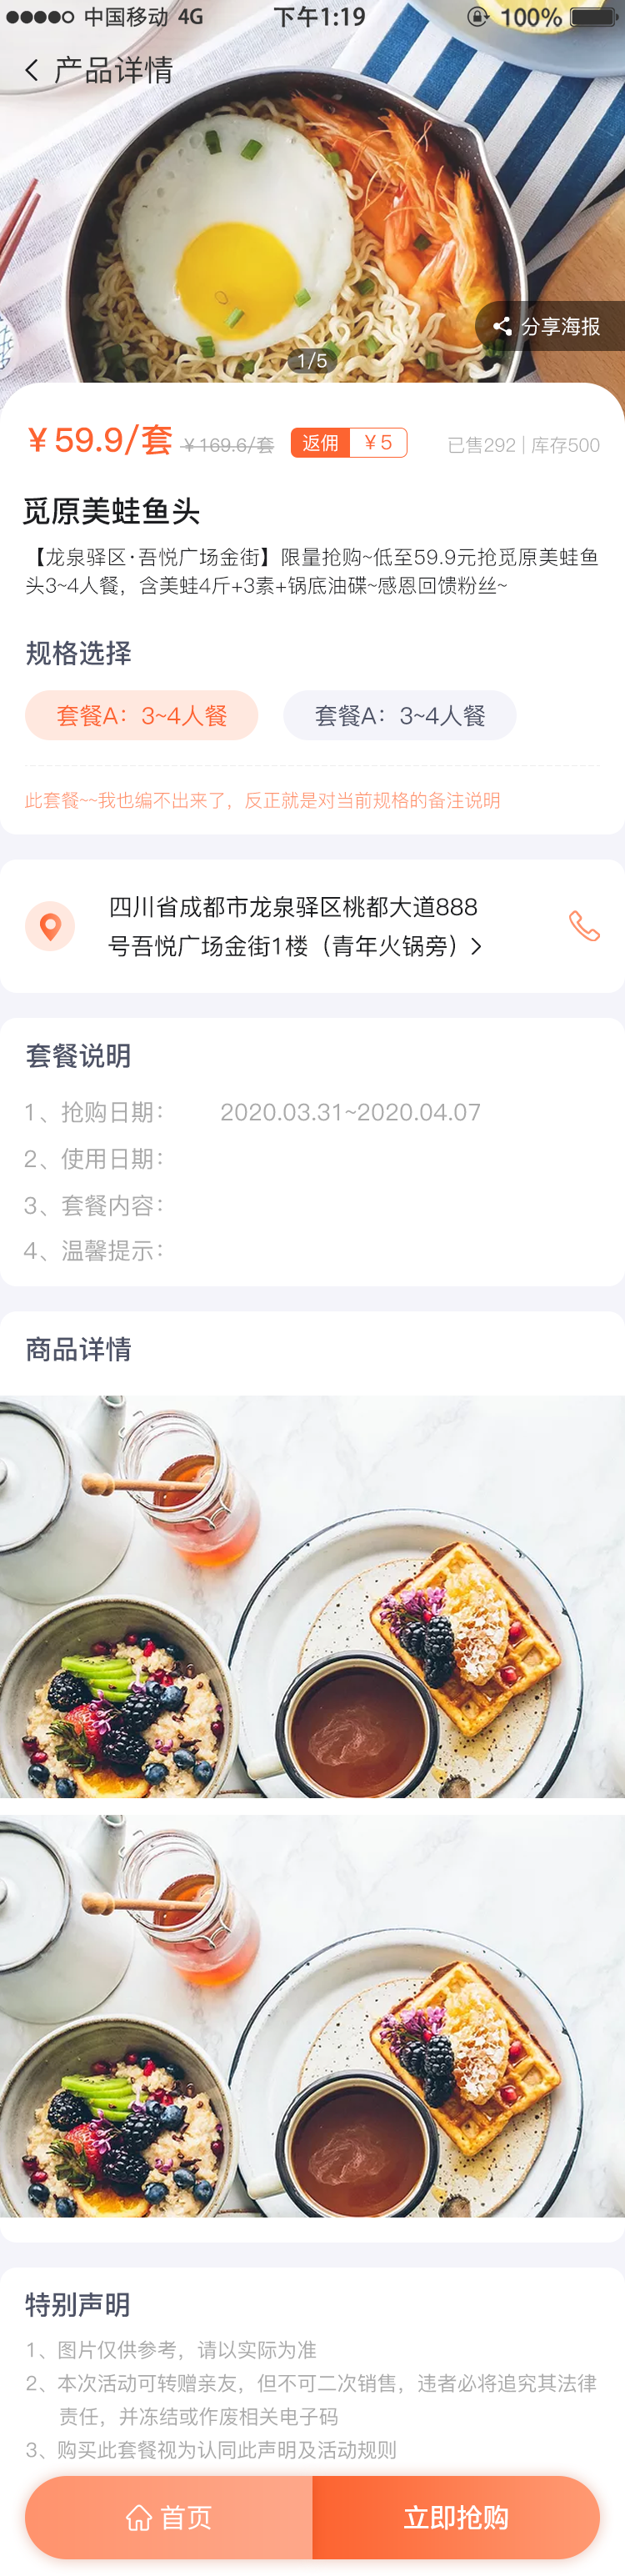 中国移动 4G 下午1:19 100%
产品详情
分享海报
1/5
￥59.9/套 ￥169.6/套 返佣 ￥5 已售292 | 库存500
觅原美蛙鱼头
【龙泉驿区·吾悦广场金街】限量抢购~低至59.9元抢觅原美蛙鱼
头3~4人餐，含美蛙4斤+3素+锅底油碟~感恩回馈粉丝~
规格选择
套餐A：3~4人餐 套餐A：3~4人餐
此套餐~~我也编不出来了，反正就是对当前规格的备注说明
四川省成都市龙泉驿区桃都大道888
号吾悦广场金街1楼（青年火锅旁）
套餐说明
1、抢购日期： 2020.03.31~2020.04.07
2、使用日期：
3、套餐内容：
4、温馨提示：
商品详情
特别声明
1、图片仅供参考，请以实际为准
2、本次活动可转赠亲友，但不可二次销售，违者必将追究其法律
责任，并冻结或作废相关电子码
3、购买此套餐视为认同此声明及活动规则
首页 立即抢购